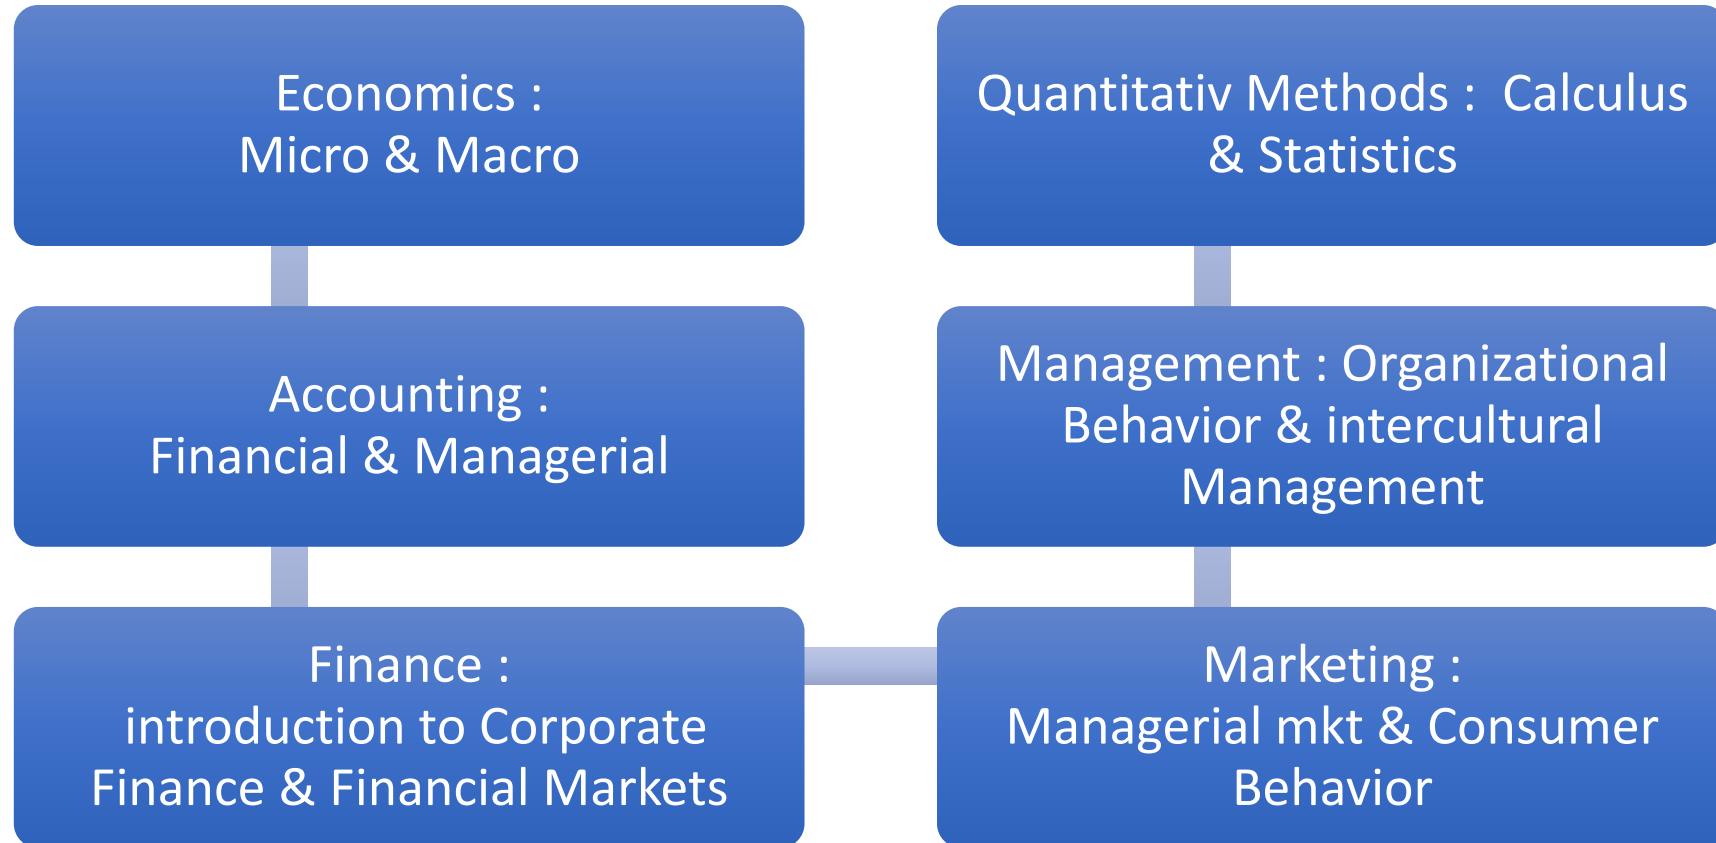 Economics :
Micro & Macro
Accounting :
Financial & Managerial
Finance :
introduction to Corporate
Finance & Financial Markets
Marketing :
Managerial mkt & Consumer
Behavior
Management : Organizational
Behavior & intercultural
Management
Quantitativ Methods :  Calculus
& Statistics